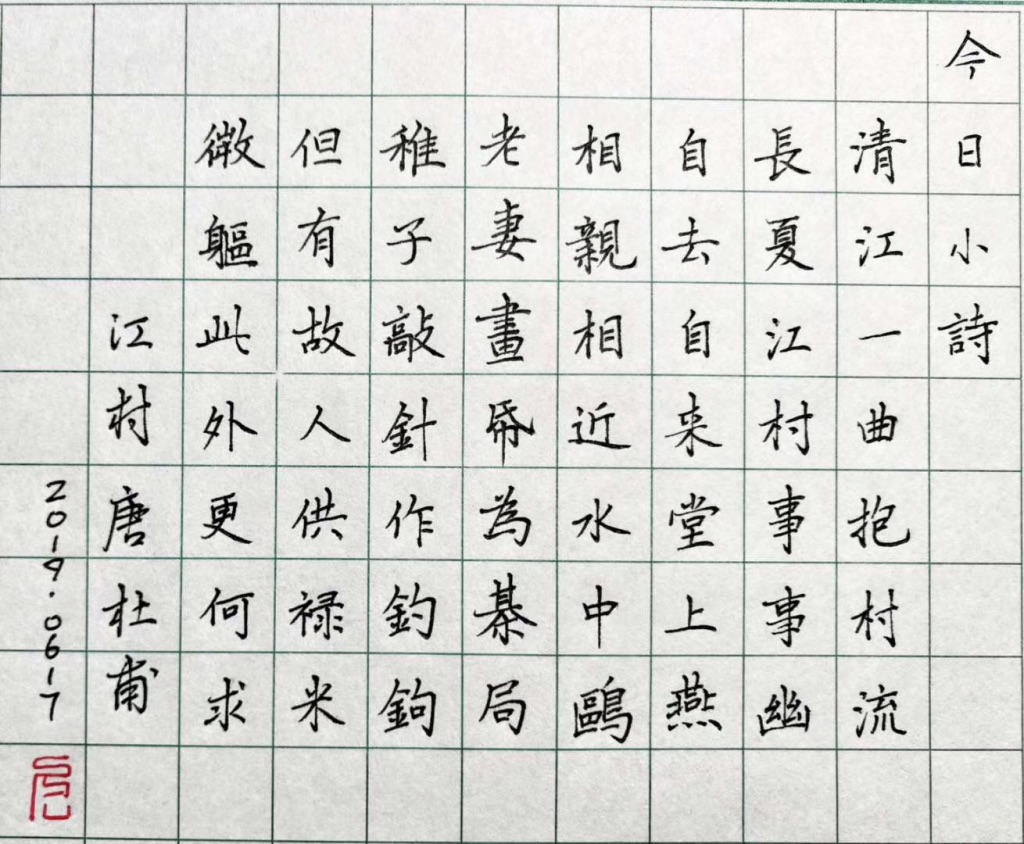 今日小詩
清江一曲抱村流
長夏江村事事幽
自去自来堂上燕
相親相近水中鷗
老妻畫帋為棊局
稚子敲針作釣鉤
但有故人供禄米
微軀此外更何求
江村 唐 杜甫
2019.0617